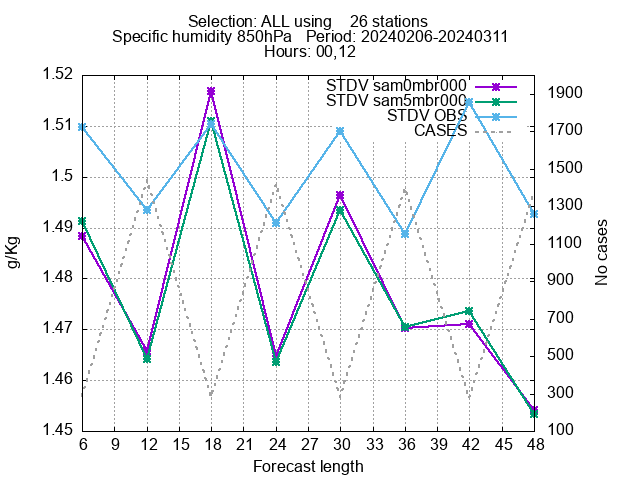 Selection: ALL using    26 stations
Specific humidity 850hPa   Period: 20240206-20240311
Hours: 00,12
STDV sam0mbr000
STDV sam5mbr000
STDV OBS
CASES
1.52
1.51
1.5
1.49
1.48
1.47
1.46
1.45
g/Kg
1900
1700
1500
1300
1100
900
700
500
300
100
No cases
6 9 12 15 18 21 24 27 30 33 36 39 42 45 48
Forecast length